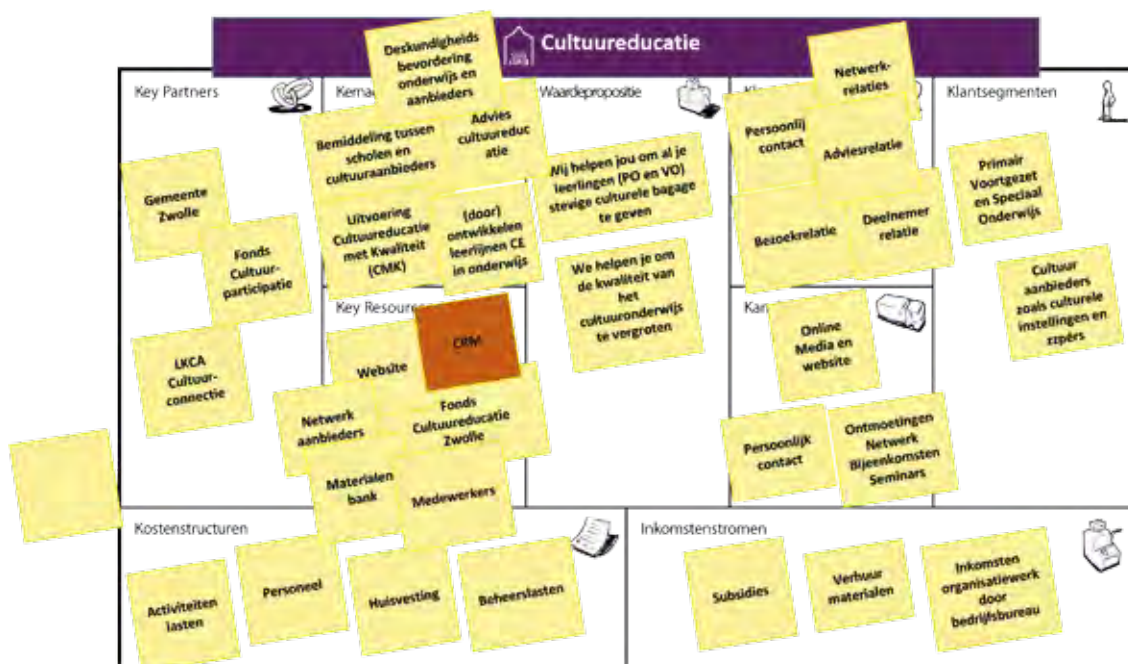 Cultuureducatie
Key Partners
Gemeente
Zwolle
Fonds
Cultuur-
participatie
LKCA
Cultuur-
connectie
Deskundigheids
bevordering
onderwijs en
aanbieders
Bemiddeling tussen
scholen en
cultuuraanbieders
Advies
cultuureduc
atie
Uitvoering
Cultuureducatie
met Kwaliteit
(CMK)
(door)
ontwikkelen
leerlijnen CE
in onderwijs
Key Resource
CRM
Website
Netwerk
aanbieders
Fonds
Cultuureducatie
Zwolle
Materialen
bank
Medewerkers
Waardepropositie
Wij helpen jou om al je
leerlingen (PO en VO)
stevige culturele bagage
te geven
We helpen je om
de kwaliteit van
het
cultuuronderwijs
te vergroten
Netwerk-
relaties
Persoonlijk
contact
Adviesrelatie
Bezoekrelatie
Deelnemer
relatie
Kan
Online
Media en
website
Persoonlijk
contact
Ontmoetingen
Netwerk
Bijeenkomsten
Seminars
Klantsegmenten
Primair
Voortgezet
en Speciaal
Onderwijs
Cultuur
aanbieders
zoals culturele
instellingen en
zzpérs
Kostenstructuren
Activiteiten
lasten
Personeel
Huisvesting
Beheerslasten
Inkomstenstromen
Subsidies
Verhuur
materialen
Inkomsten
organisatiewerk
door
bedrijfsbureau